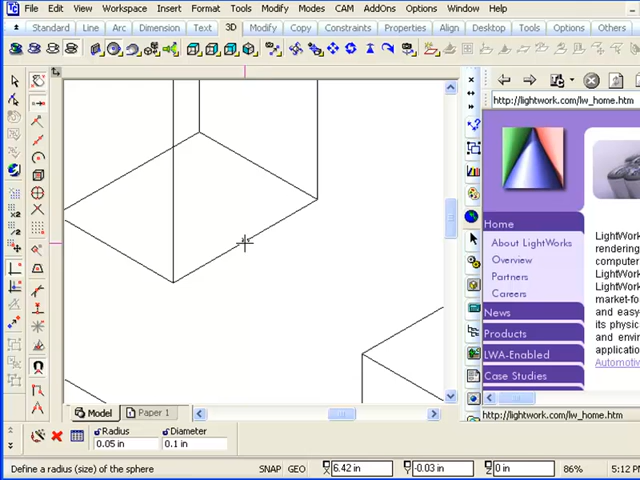 File Edit View Workspace Insert Format Tools Modify Modes CAM AddOns Options Window Help
Standard Line Arc Dimension Text 3D Modify Copy Constraints Properties Align Desktop Tools Options Others
http://lightwork.com/lw_home.htm
Home
About LightWorks
Overview
Partners
Careers
News
Products
LWA-Enabled
Case Studies
LightWork
rendering
computer
LightWork
market-fo
and easy-
its physic
and envir
applicatio
Automotiv
Model Paper 1
http://lightwork.com/lw_home.htm
Radius Diameter
0.05 in 0.1 in
Define a radius (size) of the sphere SNAP GEO X 6.42 in Y -0.03 in Z 0 in 86% 5:12 P